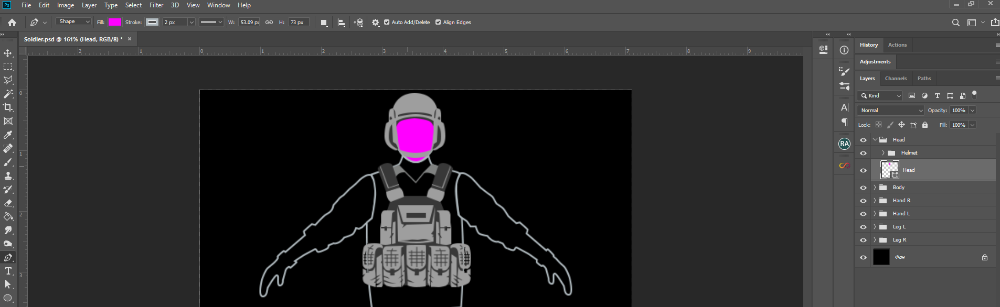 Ps File Edit Image Layer Type Select Filter 3D View Window Help
Shape Fill: Stroke: 2 px W: 53.09 p: H: 73 px Auto Add/Delete Align Edges
Soldier.psd @ 161% (Head, RGB/8) * ×
2 1 0 1 2 3 4 5 6 7 8 9
0
1
2
3
History Actions
Adjustments
Layers Channels Paths
Kind
Normal Opacity: 100%
Lock: Fill: 100%
Head
Helmet
Head
Body
Hand R
Hand L
Leg L
Leg R
Фон
A
RA
T